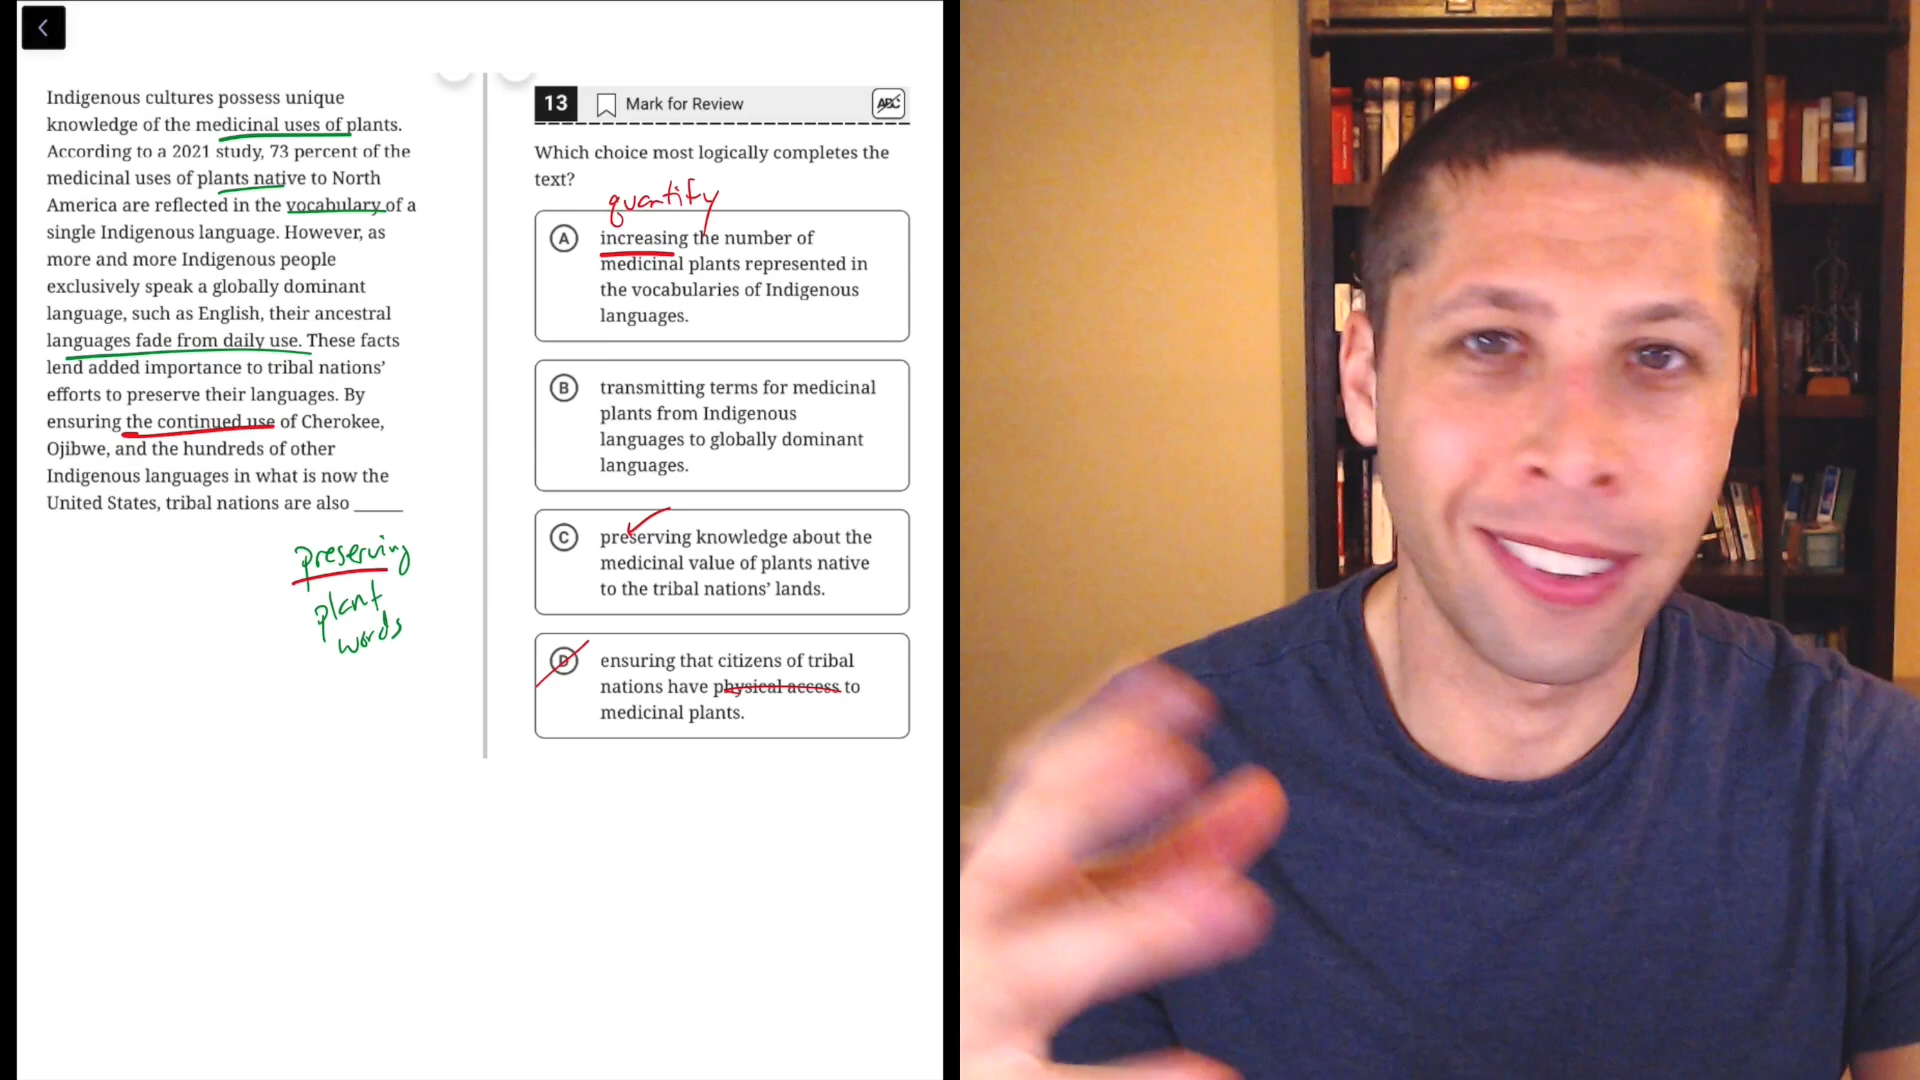 Indigenous cultures possess unique
knowledge of the medicinal uses of plants.
According to a 2021 study, 73 percent of the
medicinal uses of plants native to North
America are reflected in the vocabulary of a
single Indigenous language. However, as
more and more Indigenous people
exclusively speak a globally dominant
language, such as English, their ancestral
languages fade from daily use. These facts
lend added importance to tribal nations’
efforts to preserve their languages. By
ensuring the continued use of Cherokee,
Ojibwe, and the hundreds of other
Indigenous languages in what is now the
United States, tribal nations are also ______
preserving
plant
words
13 Mark for Review ABC
Which choice most logically completes the
text?
quantify
A increasing the number of
medicinal plants represented in
the vocabularies of Indigenous
languages.
B transmitting terms for medicinal
plants from Indigenous
languages to globally dominant
languages.
C preserving knowledge about the
medicinal value of plants native
to the tribal nations’ lands.
D ensuring that citizens of tribal
nations have physical access to
medicinal plants.